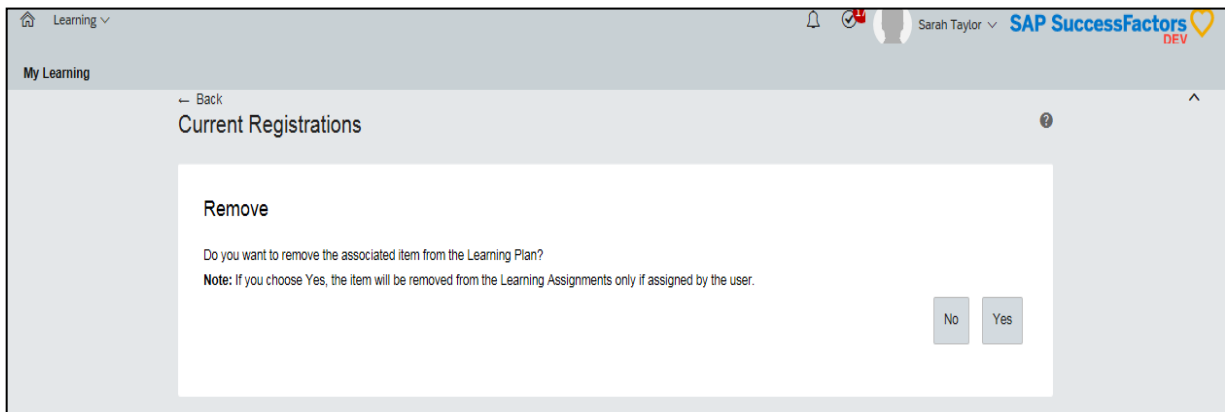 Learning
17
Sarah Taylor
SAP SuccessFactors
DEV
My Learning
← Back
Current Registrations
?
Remove
Do you want to remove the associated item from the Learning Plan?
Note: If you choose Yes, the item will be removed from the Learning Assignments only if assigned by the user.
No Yes